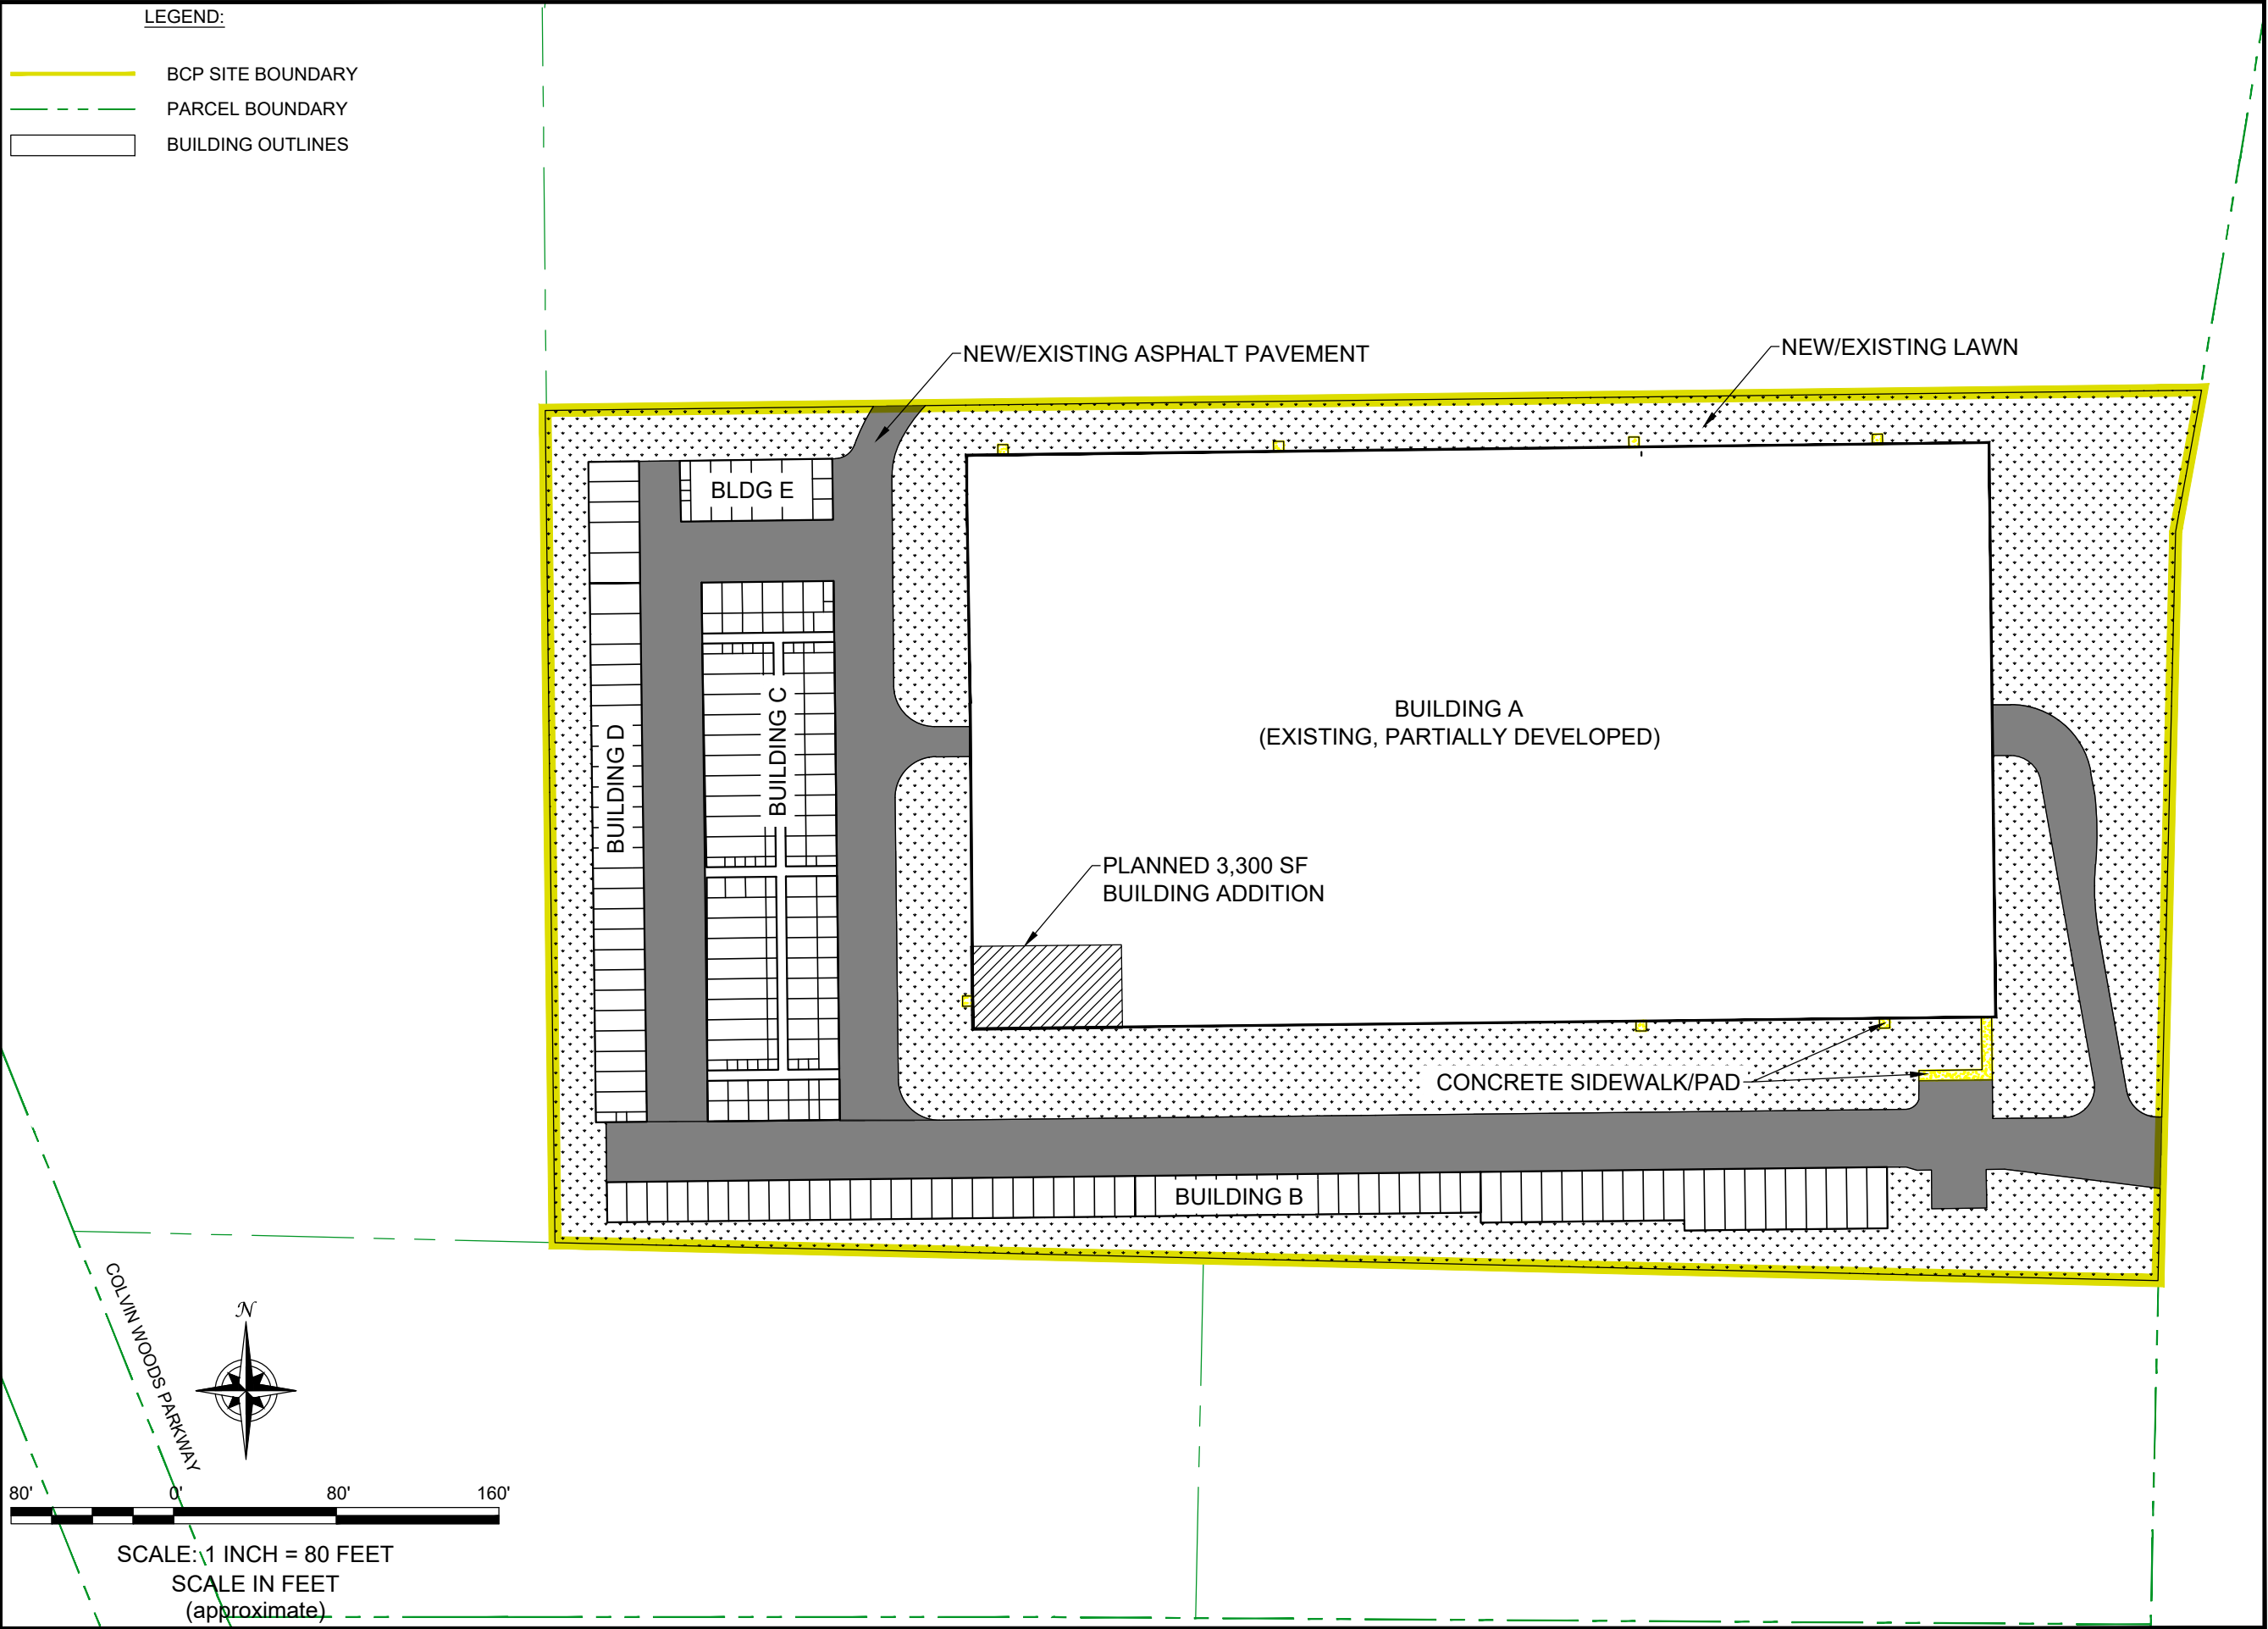 LEGEND:
BCP SITE BOUNDARY
PARCEL BOUNDARY
BUILDING OUTLINES
NEW/EXISTING ASPHALT PAVEMENT
NEW/EXISTING LAWN
BLDG E
BUILDING D
BUILDING C
BUILDING A
(EXISTING, PARTIALLY DEVELOPED)
PLANNED 3,300 SF
BUILDING ADDITION
CONCRETE SIDEWALK/PAD
BUILDING B
COLVIN WOODS PARKWAY
N
80' 0' 80' 160'
SCALE: 1 INCH = 80 FEET
SCALE IN FEET
(approximate)